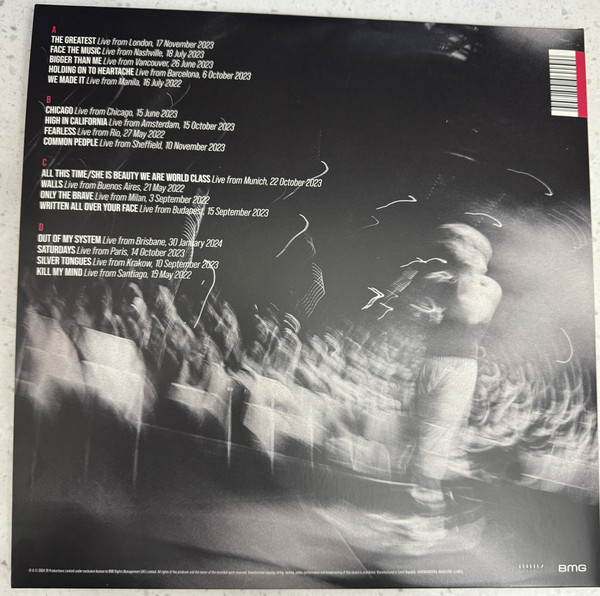 A
THE GREATEST Live from London, 17 November 2023
FACE THE MUSIC Live from Nashville, 18 July 2023
BIGGER THAN ME Live from Vancouver, 26 June 2023
HOLDING ON TO HEARTACHE Live from Barcelona, 6 October 2023
WE MADE IT Live from Manila, 16 July 2022
B
CHICAGO Live from Chicago, 15 June 2023
HIGH IN CALIFORNIA Live from Amsterdam, 15 October 2023
FEARLESS Live from Rio, 27 May 2022
COMMON PEOPLE Live from Sheffield, 10 November 2023
C
ALL THIS TIME/SHE IS BEAUTY WE ARE WORLD CLASS Live from Munich, 22 October 2023
WALLS Live from Buenos Aires, 21 May 2022
ONLY THE BRAVE Live from Milan, 3 September 2022
WRITTEN ALL OVER YOUR FACE Live from Budapest, 15 September 2023
D
OUT OF MY SYSTEM Live from Brisbane, 30 January 2024
SATURDAYS Live from Paris, 14 October 2023
SILVER TONGUES Live from Krakow, 10 September 2023
KILL MY MIND Live from Santiago, 19 May 2022
BMG